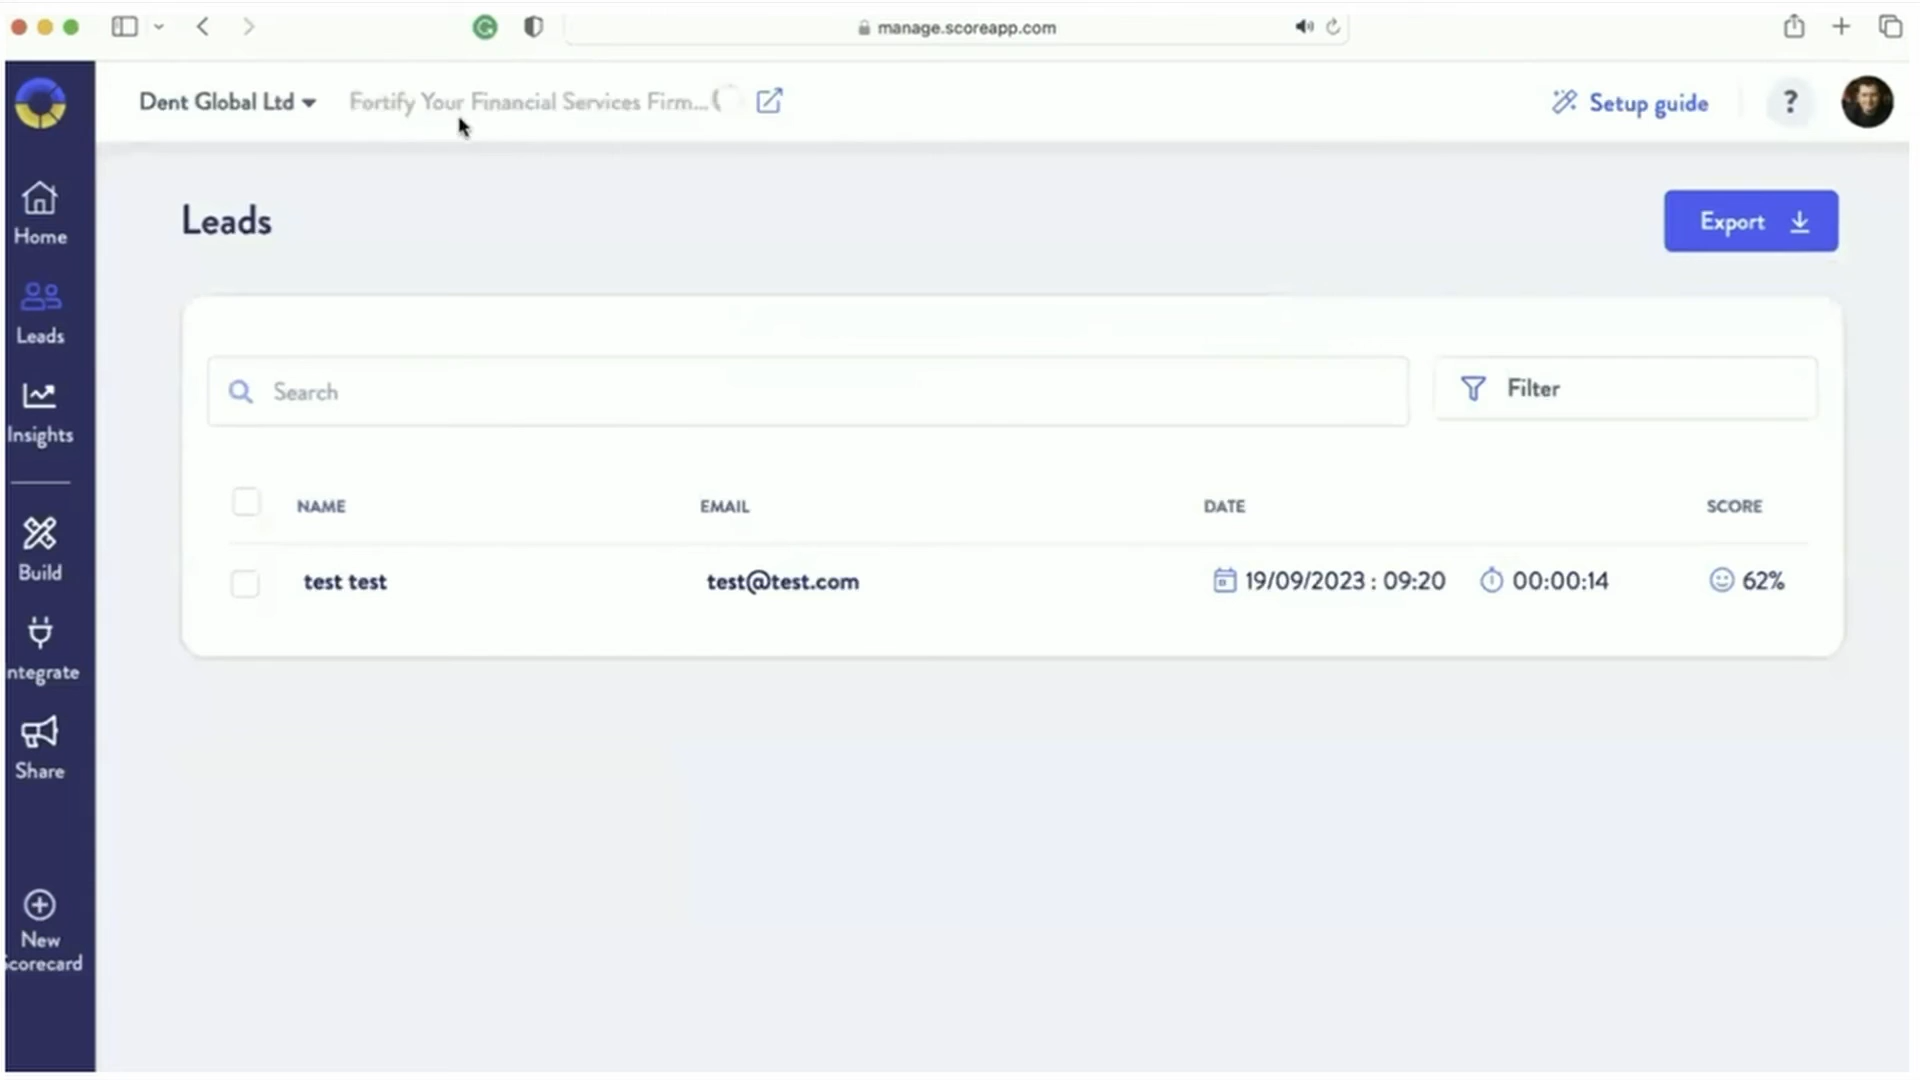 manage.scoreapp.com
Dent Global Ltd
Fortify Your Financial Services Firm...
Setup guide
?
Home
Leads
Insights
Build
ntegrate
Share
New
corecard
Leads
Export
Search
Filter
NAME EMAIL DATE SCORE
test test test@test.com 19/09/2023 : 09:20 00:00:14 62%